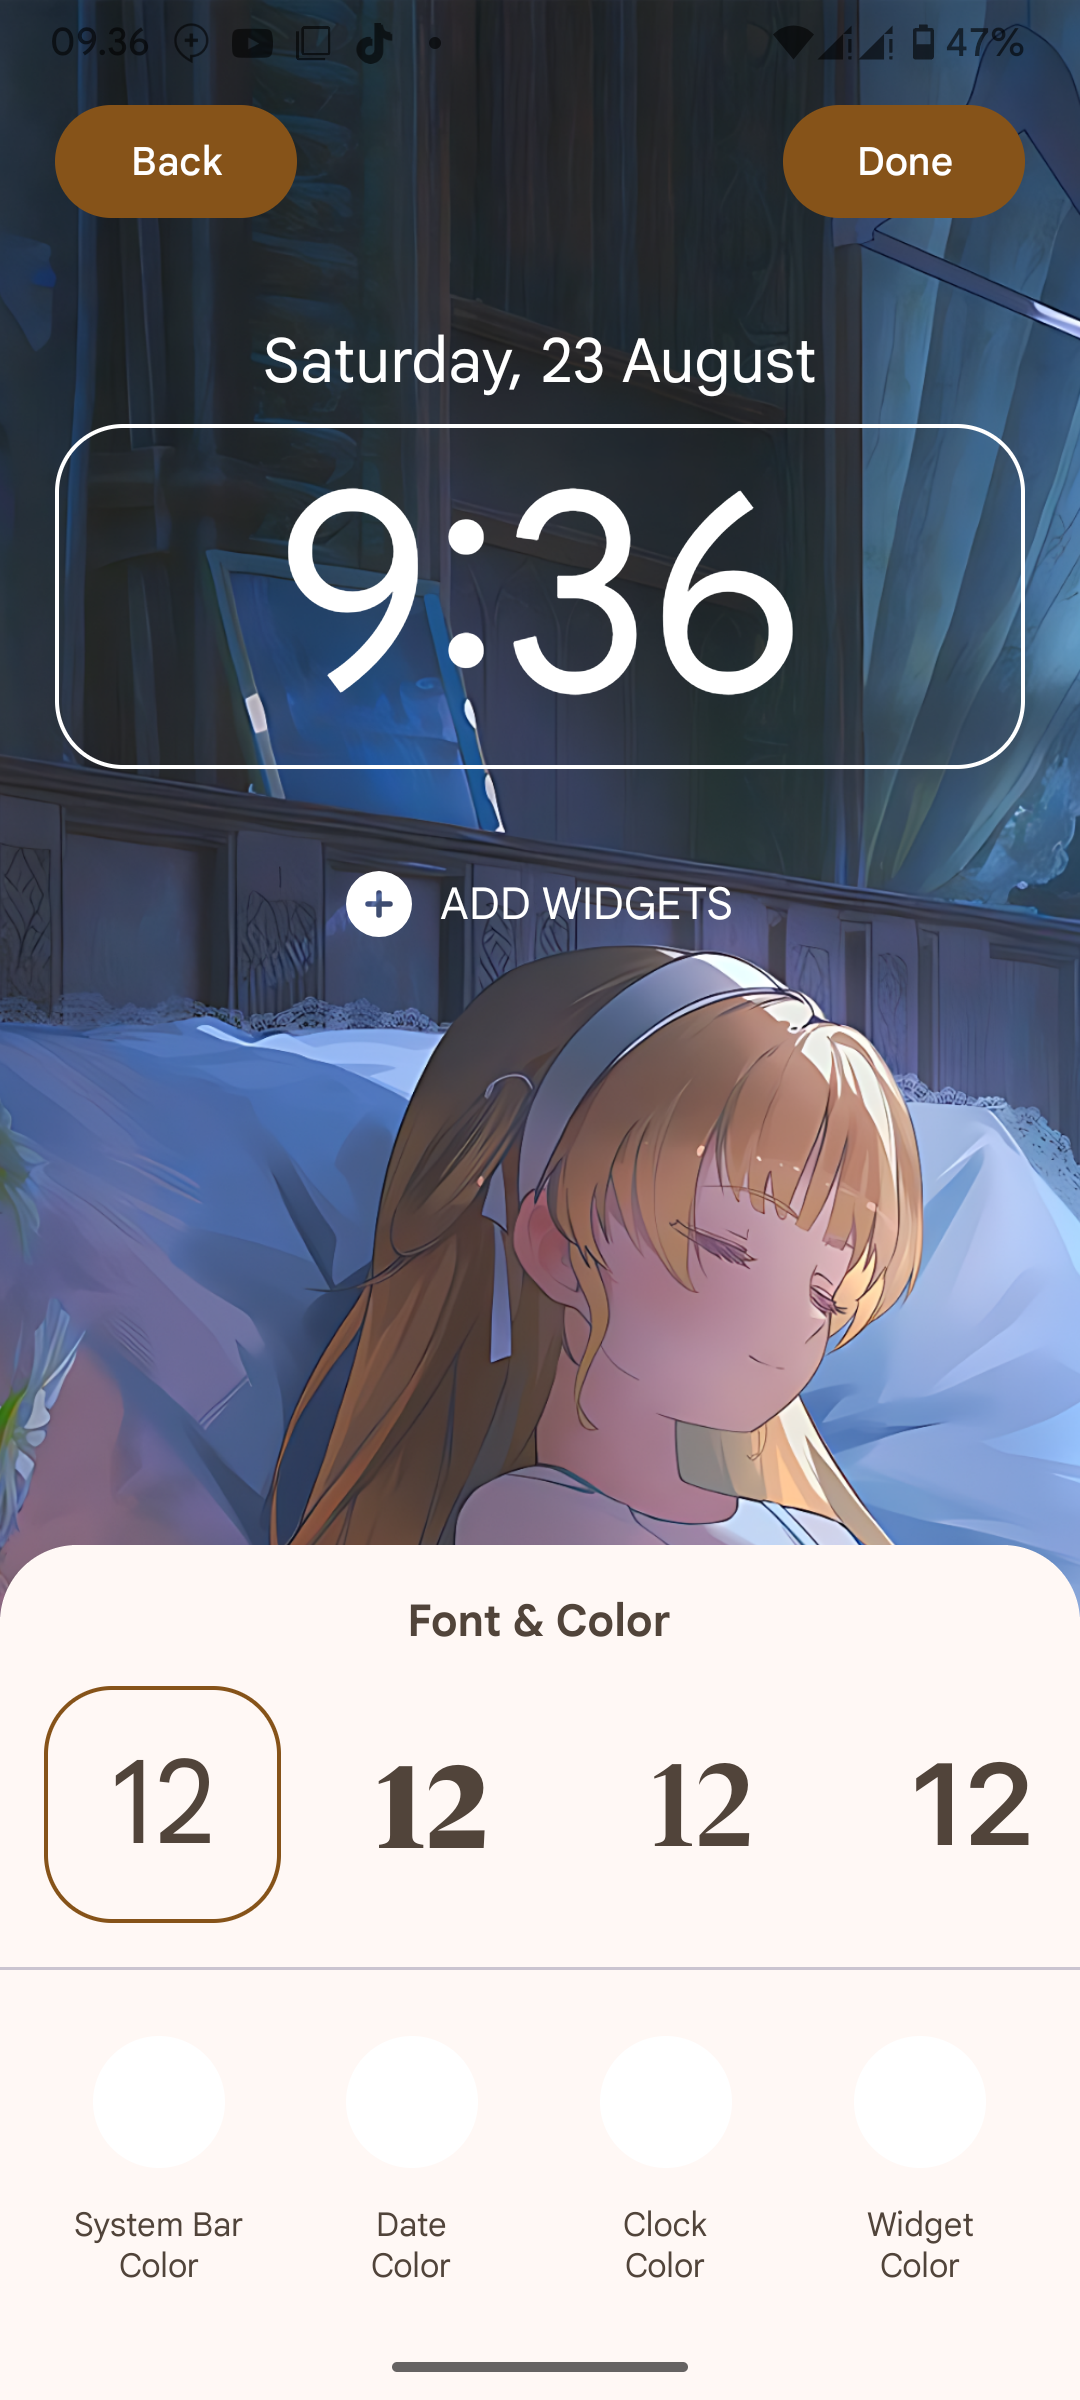 09.36
47%
Back
Done
Saturday, 23 August
9:36
ADD WIDGETS
Font & Color
12 12 12 12
System Bar Color
Date Color
Clock Color
Widget Color